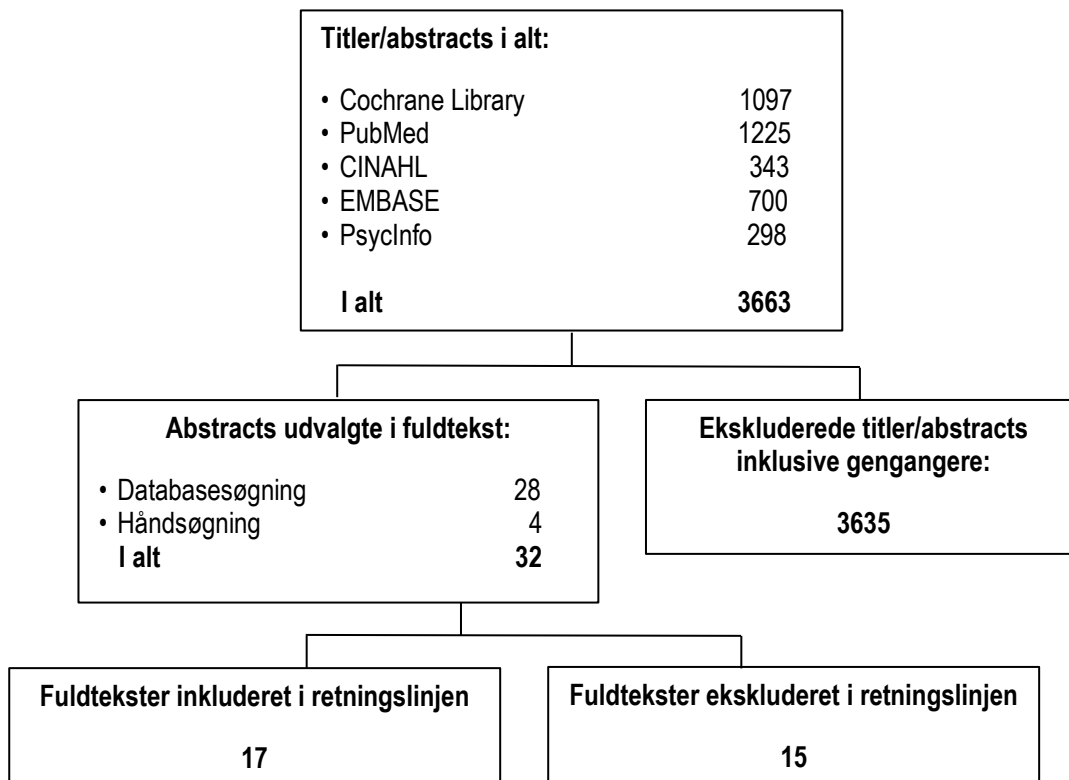 Titler/abstracts i alt:
• Cochrane Library 1097
• PubMed 1225
• CINAHL 343
• EMBASE 700
• PsycInfo 298
I alt 3663
Abstracts udvalgte i fuldtekst:
• Databasesøgning 28
• Håndsøgning 4
I alt 32
Ekskluderede titler/abstracts
inklusive gengangere:
3635
Fuldtekster inkluderet i retningslinjen
17
Fuldtekster ekskluderet i retningslinjen
15